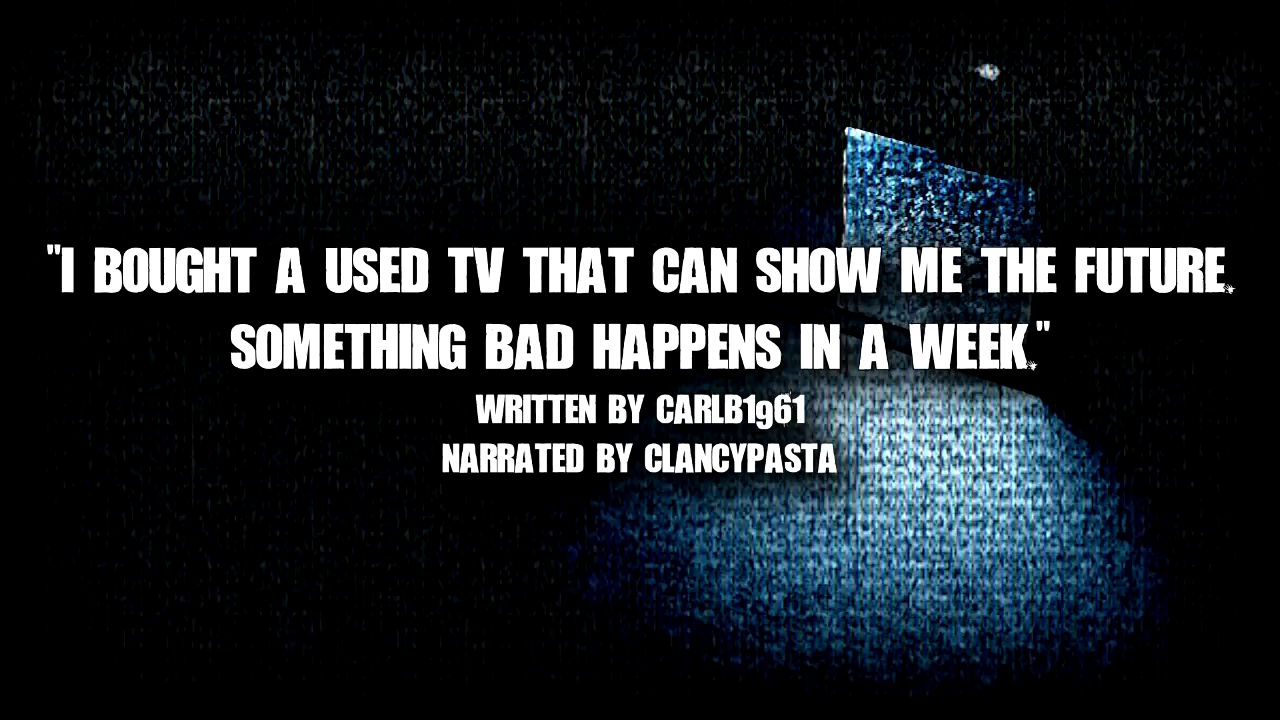 "I BOUGHT A USED TV THAT CAN SHOW ME THE FUTURE.
SOMETHING BAD HAPPENS IN A WEEK."
WRITTEN BY CARLB1961
NARRATED BY CLANCYPASTA